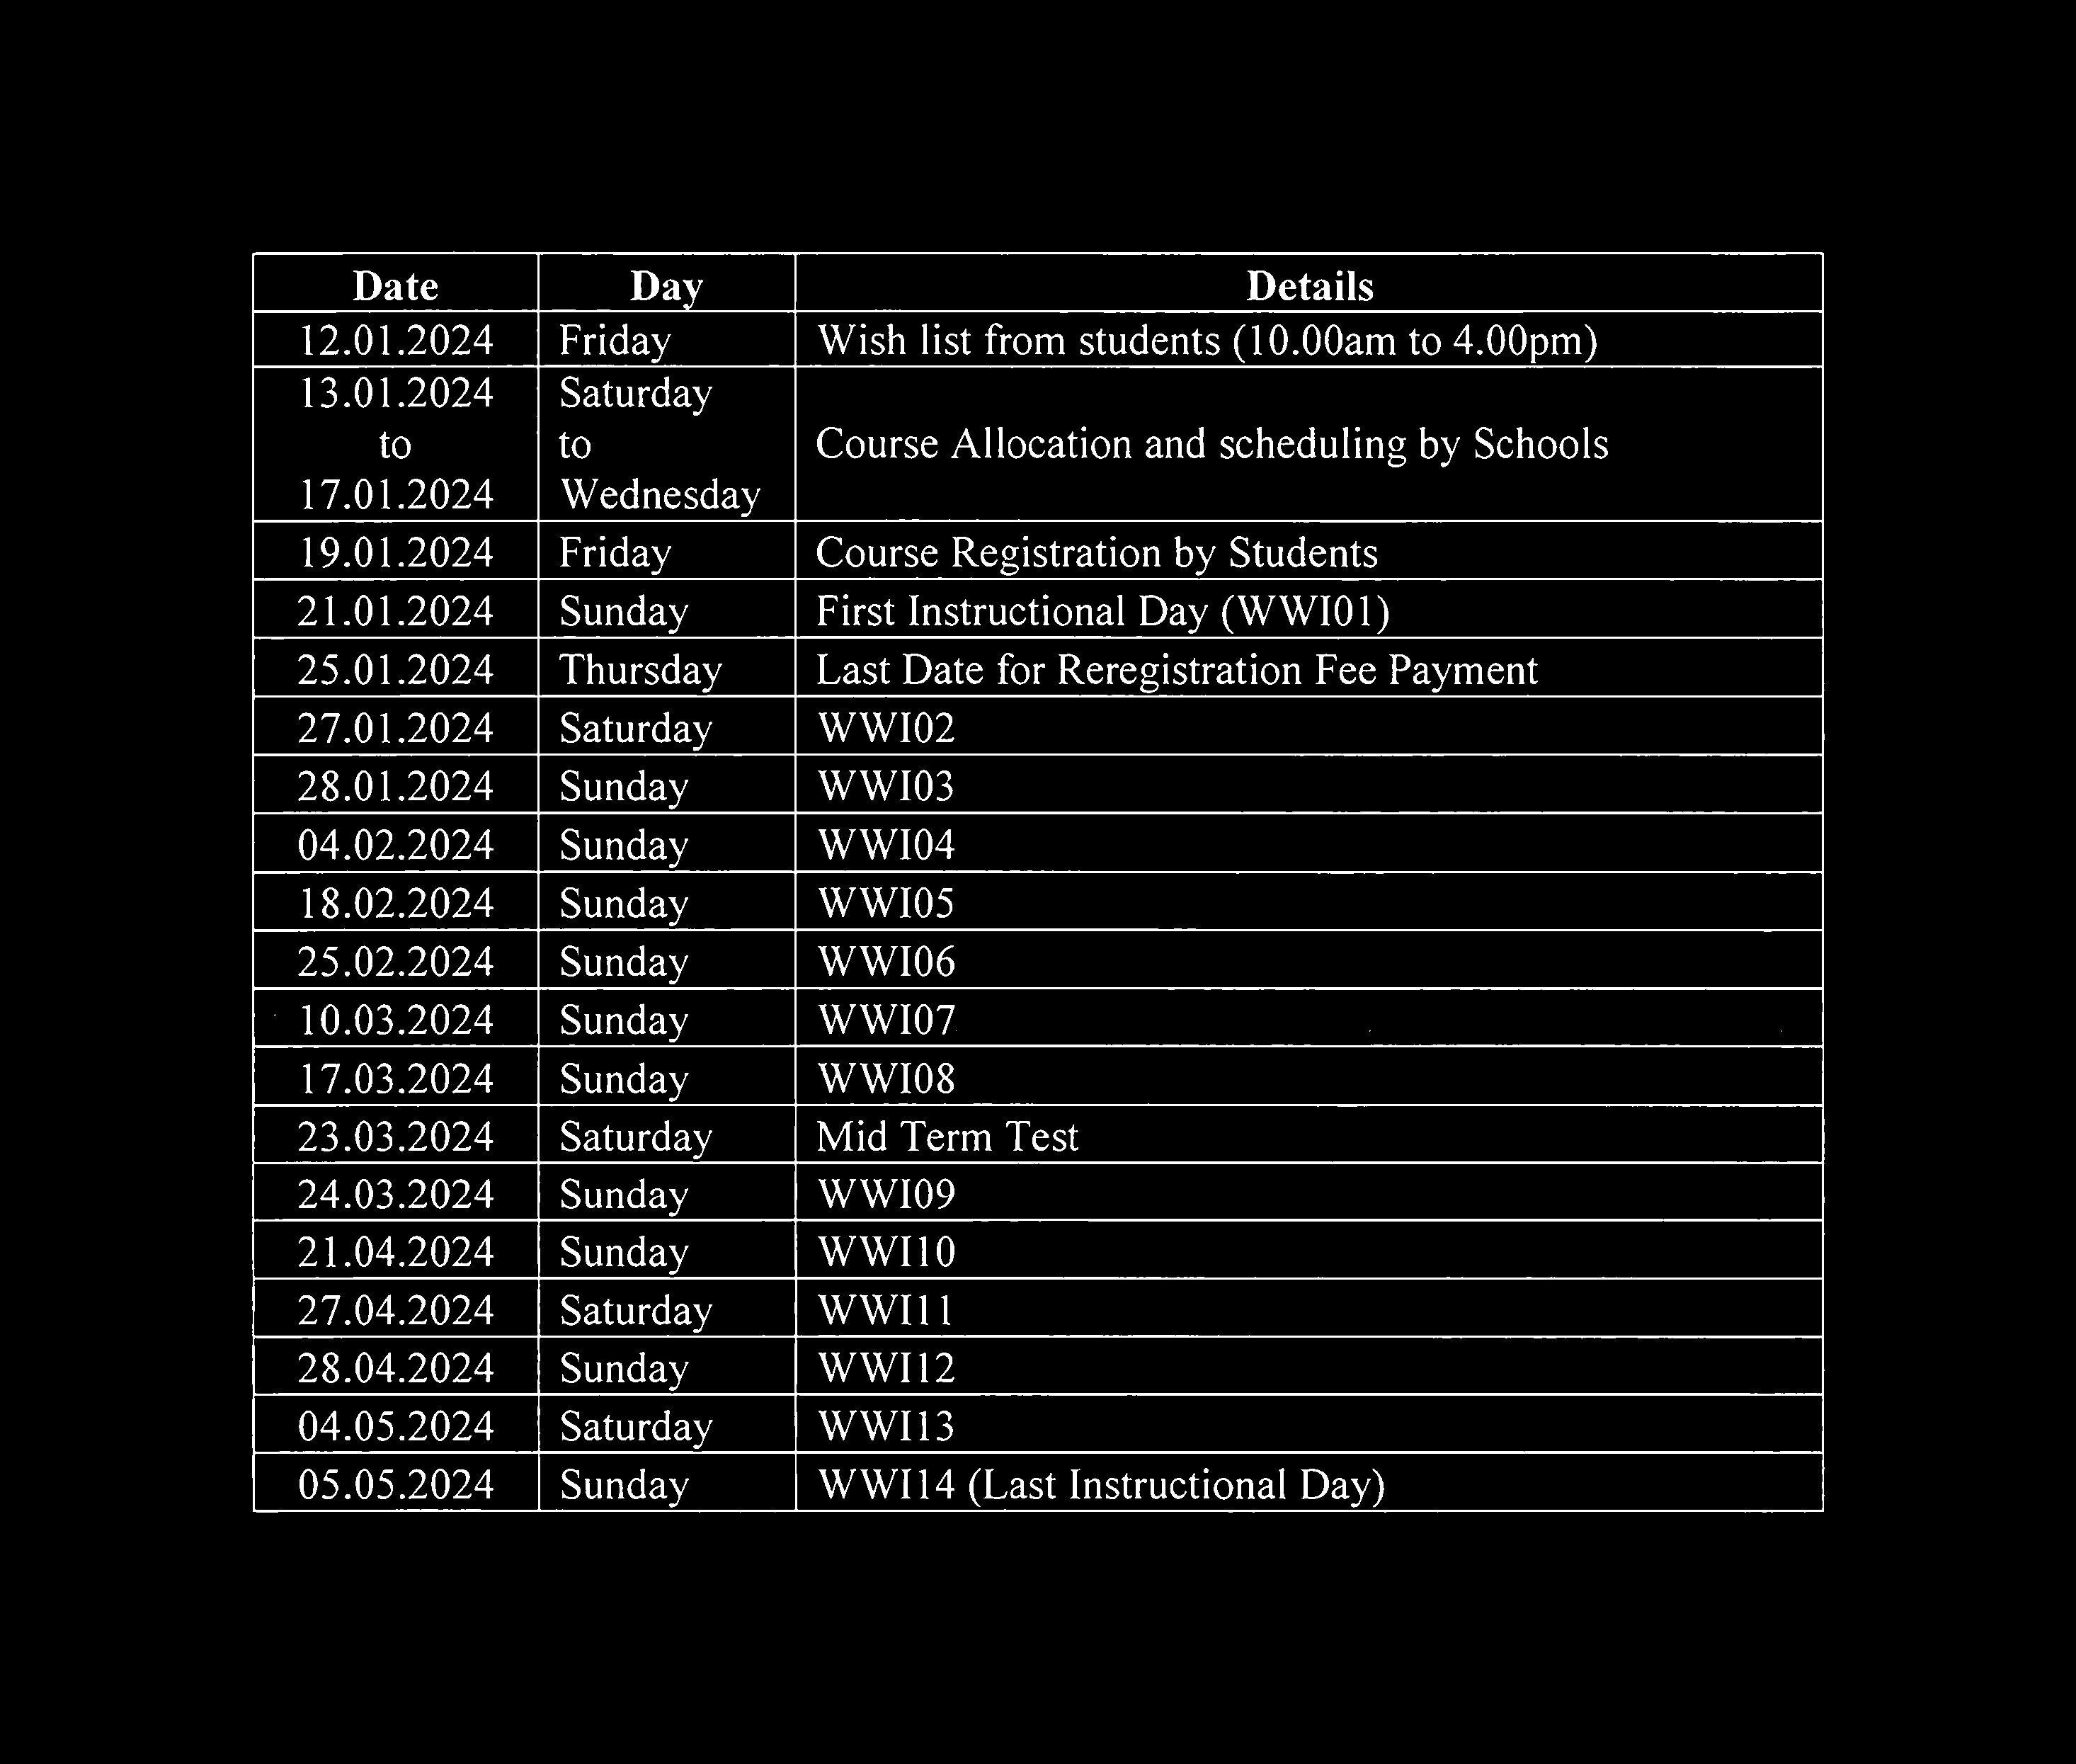 Date Day Details
12.01.2024 Friday Wish list from students (10.00am to 4.00pm)
13.01.2024 Saturday
to to Course Allocation and scheduling by Schools
17.01.2024 Wednesday
19.01.2024 Friday Course Registration by Students
21.01.2024 Sunday First Instructional Day (WWI01)
25.01.2024 Thursday Last Date for Reregistration Fee Payment
27.01.2024 Saturday WWI02
28.01.2024 Sunday WWI03
04.02.2024 Sunday WWI04
18.02.2024 Sunday WWI05
25.02.2024 Sunday WWI06
10.03.2024 Sunday WWI07
17.03.2024 Sunday WWI08
23.03.2024 Saturday Mid Term Test
24.03.2024 Sunday WWI09
21.04.2024 Sunday WWI10
27.04.2024 Saturday WWI11
28.04.2024 Sunday WWI12
04.05.2024 Saturday WWI13
05.05.2024 Sunday WWI14 (Last Instructional Day)